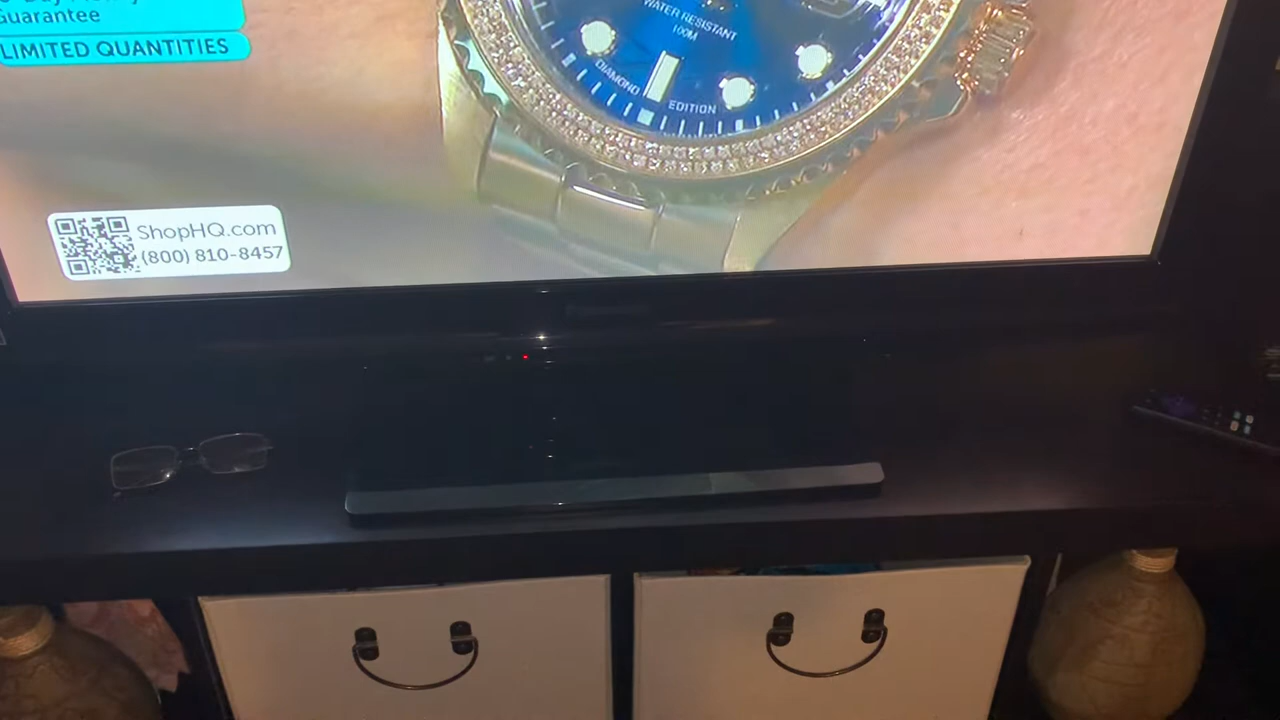 Guarantee
LIMITED QUANTITIES
WATER RESISTANT
100M
DIAMOND
EDITION
ShopHQ.com
(800) 810-8457